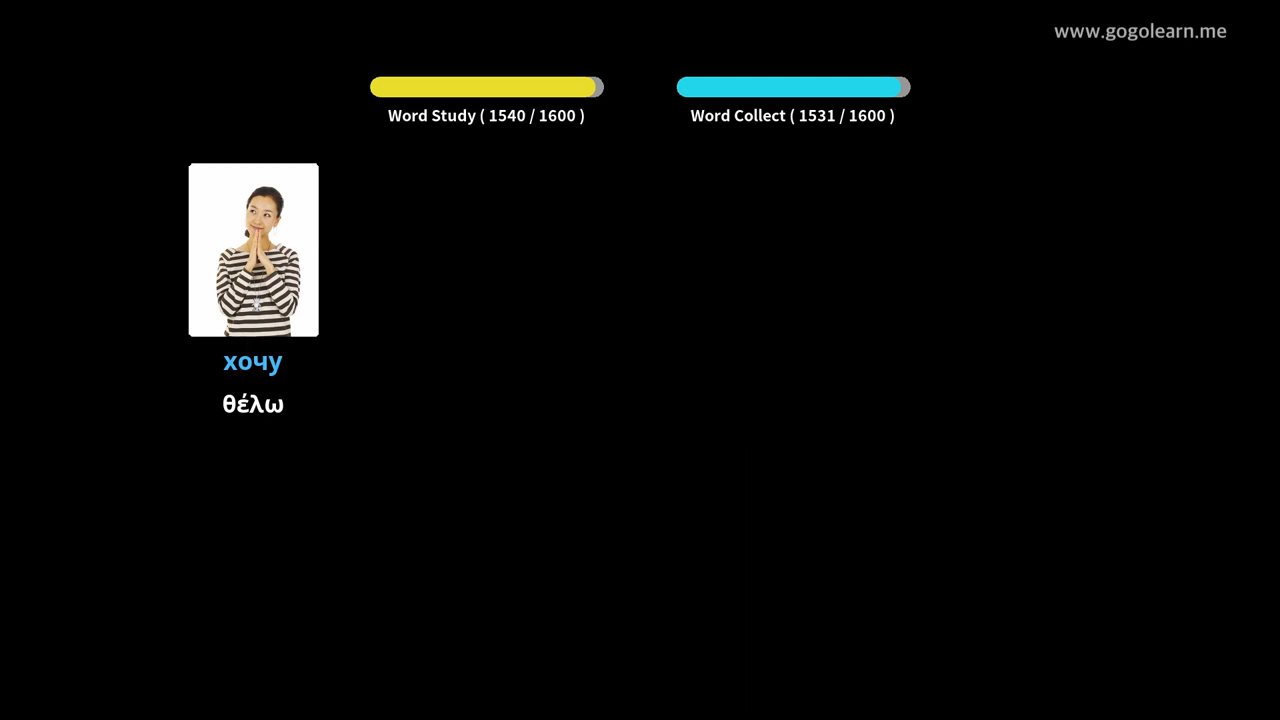 www.gogolearn.me
Word Study ( 1540 / 1600 )
Word Collect ( 1531 / 1600 )
хочу
θέλω